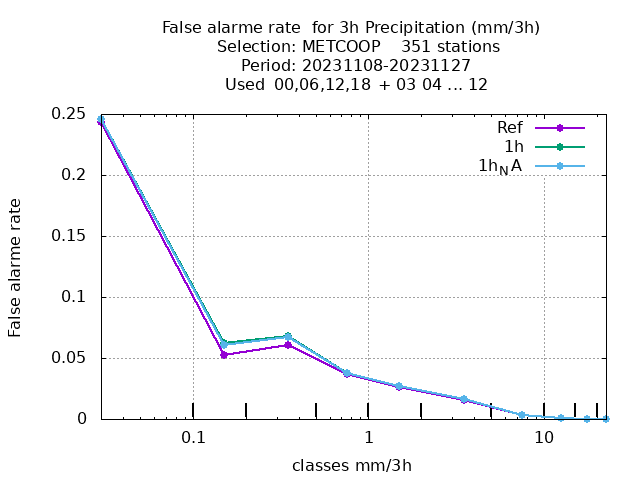 False alarme rate  for 3h Precipitation (mm/3h)
Selection: METCOOP    351 stations
Period: 20231108-20231127
Used  00,06,12,18 + 03 04 ... 12
Ref
1h
1hNA
0.25
0.2
0.15
0.1
0.05
0
False alarme rate
0.1
1
10
classes mm/3h